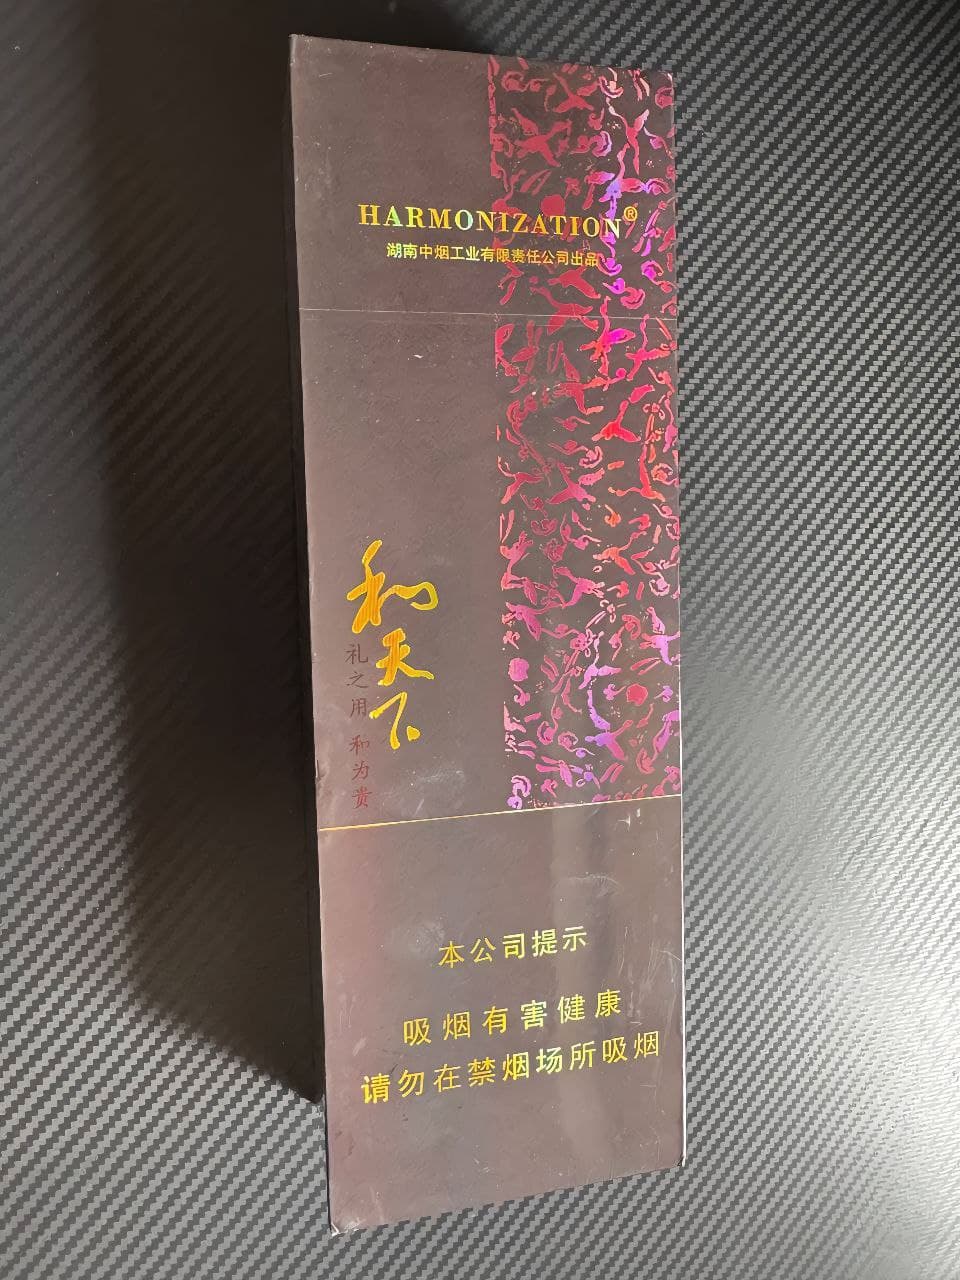 HARMONIZATION®
湖南中烟工业有限责任公司出品
和天下
礼之用 和为贵
本公司提示
吸烟有害健康
请勿在禁烟场所吸烟